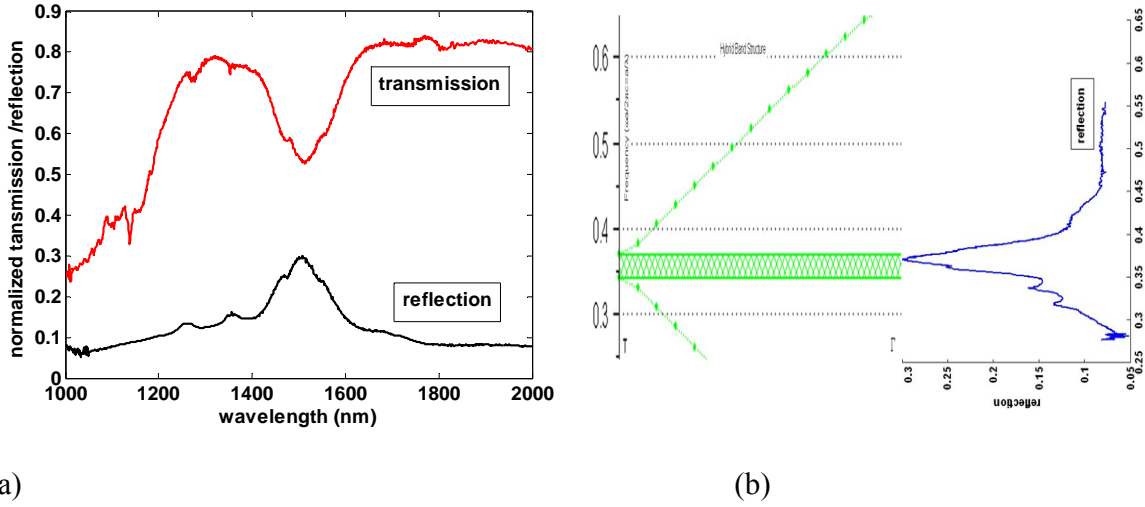 0.9
0.8
0.7
0.6
0.5
0.4
0.3
0.2
0.1
0
1000 1200 1400 1600 1800 2000
normalized tansmission /reflection
transmission
reflection
wavelength (nm)
a)
Hybrid Band Structure
0.6
0.5
0.4
0.3
T Γ
reflection
0.65
0.55
0.5
0.45
0.4
0.35
0.3
0.25
0.3 0.25 0.2 0.15 0.1 0.05
reflection
(b)